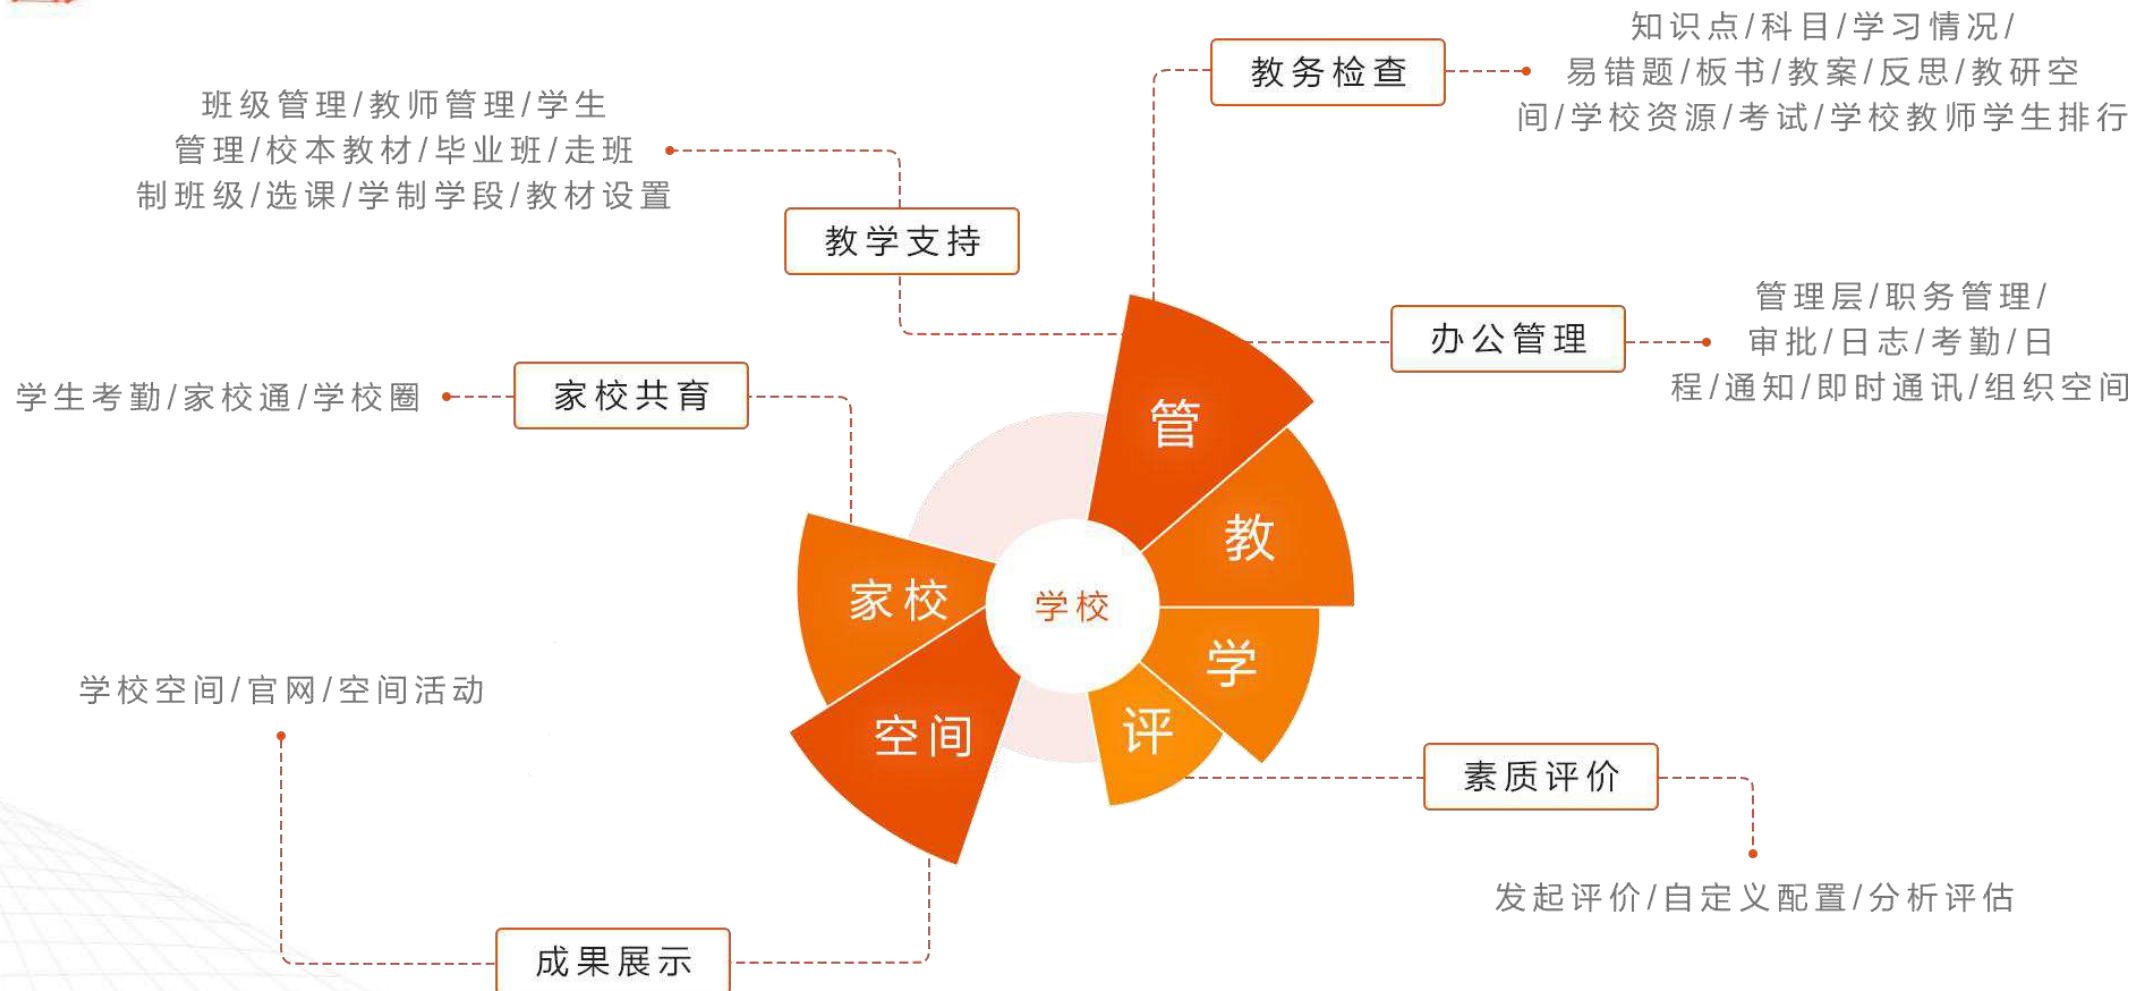 知识点/科目/学习情况/
易错题/板书/教案/反思/教研空
间/学校资源/考试/学校教师学生排行
教务检查
班级管理/教师管理/学生
管理/校本教材/毕业班/走班
制班级/选课/学制学段/教材设置
教学支持
管理层/职务管理/
审批/日志/考勤/日
程/通知/即时通讯/组织空间
办公管理
学生考勤/家校通/学校圈
家校共育
管
教
家校
学校
学
空间
评
学校空间/官网/空间活动
素质评价
发起评价/自定义配置/分析评估
成果展示